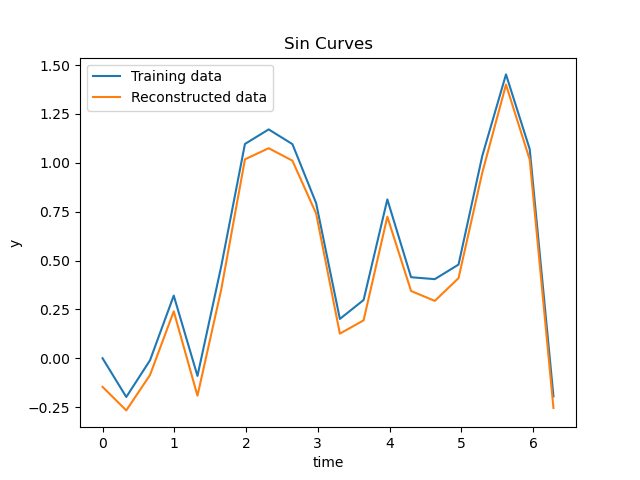 Sin Curves
Training data
Reconstructed data
1.50
1.25
1.00
0.75
0.50
0.25
0.00
−0.25
y
0 1 2 3 4 5 6
time